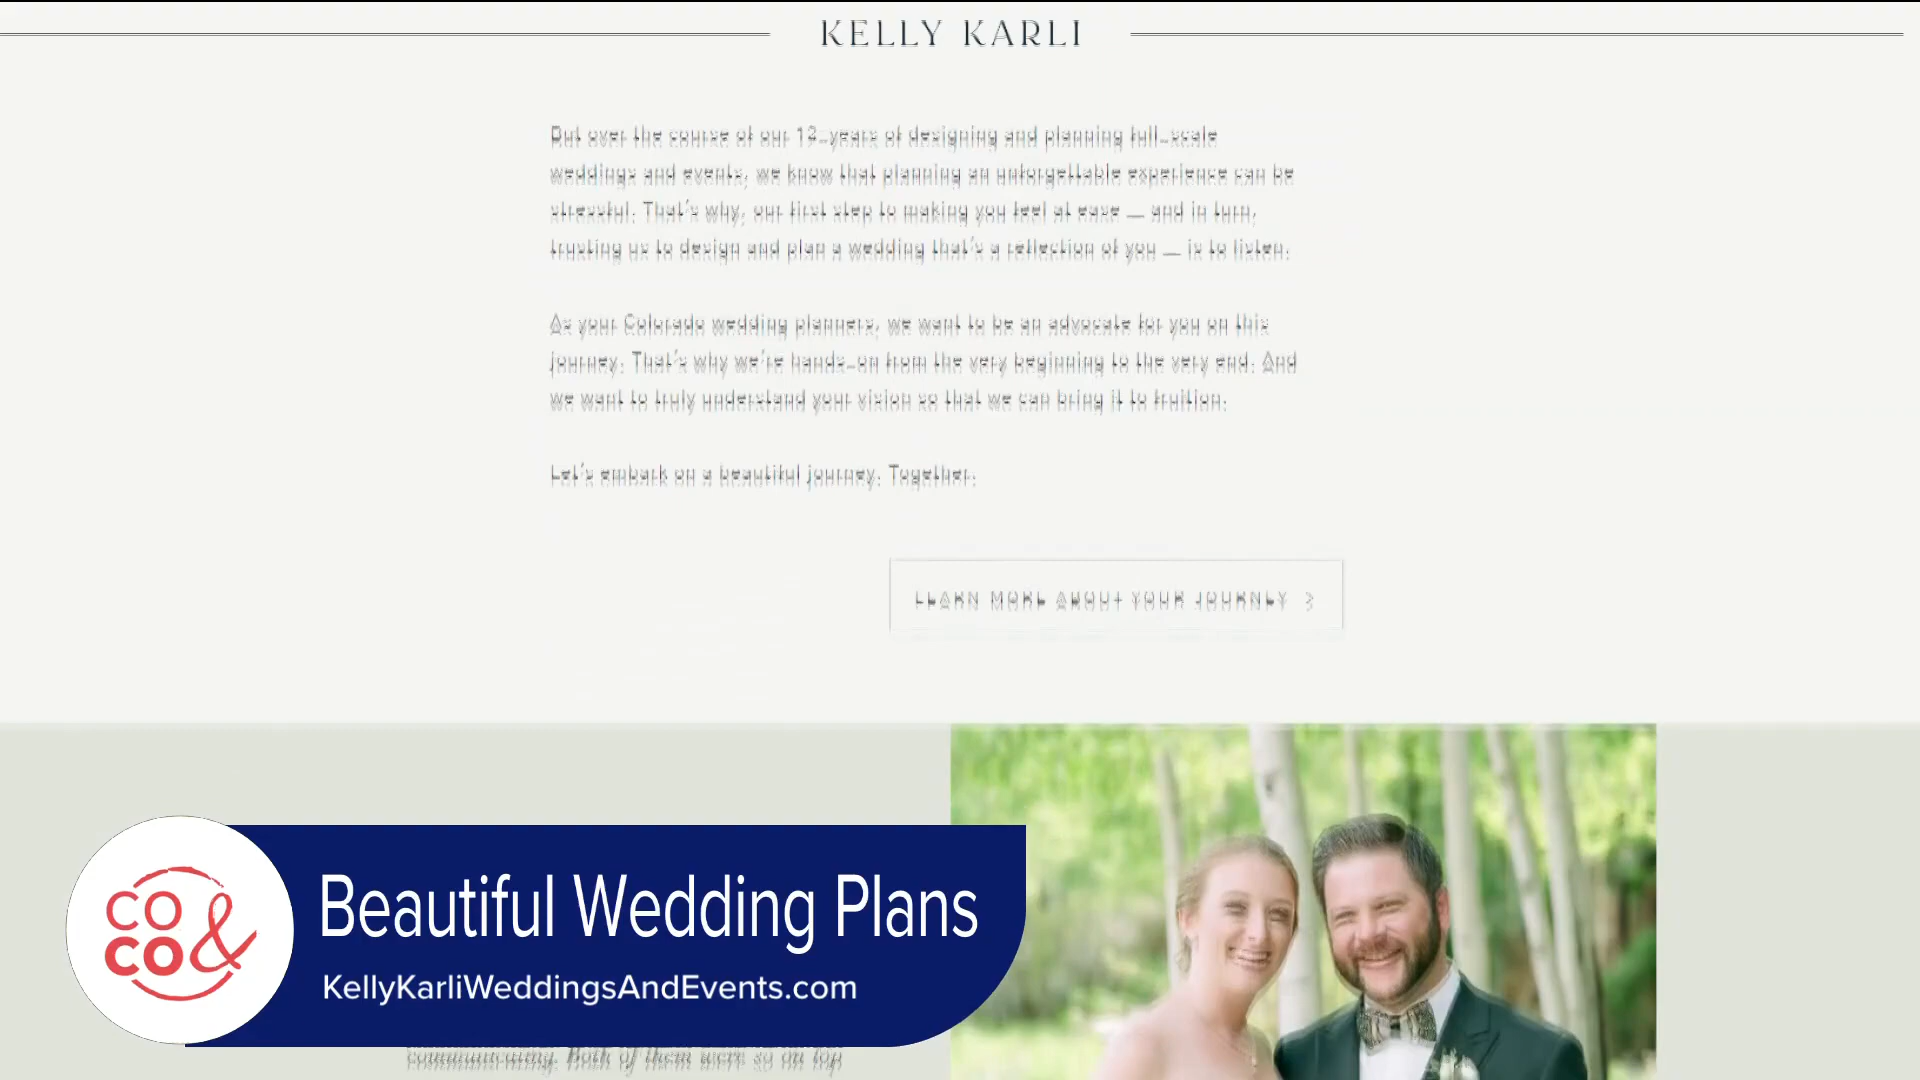 KELLY KARLI
But over the course of our 12-years of designing and planning full-scale
weddings and events, we know that planning an unforgettable experience can be
stressful. That's why, our first step to making you feel at ease — and in turn,
trusting us to design and plan a wedding that's a reflection of you — is to listen.
As your Colorado wedding planners, we want to be an advocate for you on this
journey. That's why we're hands-on from the very beginning to the very end. And
we want to truly understand your vision so that we can bring it to fruition.
Let's embark on a beautiful journey. Together.
LEARN MORE ABOUT YOUR JOURNEY >
CO
CO&
Beautiful Wedding Plans
KellyKarliWeddingsAndEvents.com
communicating. Both of them were so on top